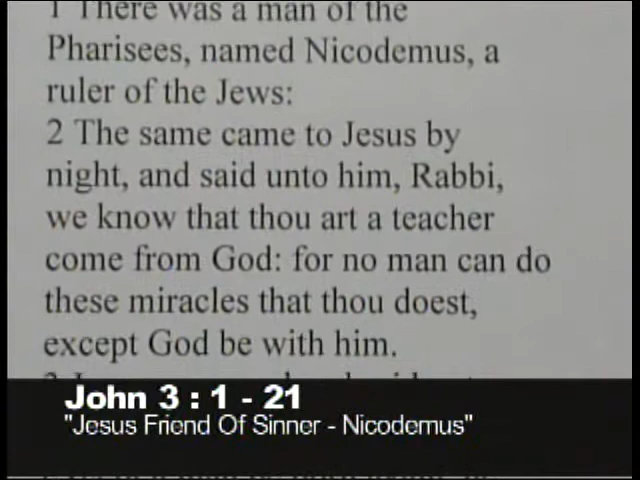 1 There was a man of the
Pharisees, named Nicodemus, a
ruler of the Jews:
2 The same came to Jesus by
night, and said unto him, Rabbi,
we know that thou art a teacher
come from God: for no man can do
these miracles that thou doest,
except God be with him.
John 3 : 1 - 21
"Jesus Friend Of Sinner - Nicodemus"